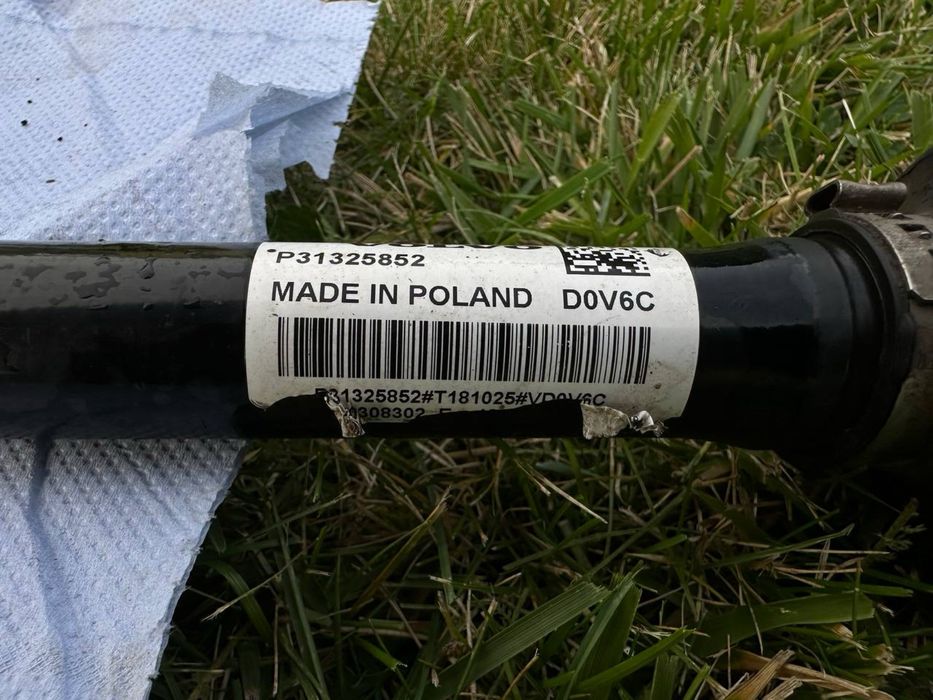 P31325852
MADE IN POLAND D0V6C
P31325852#T181025#VD0V6C